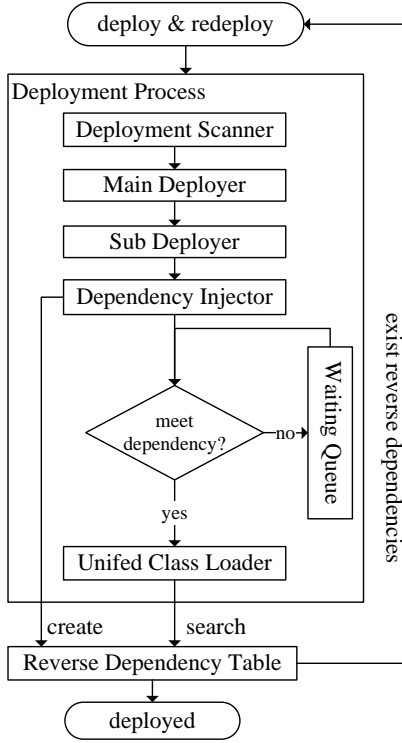 deploy & redeploy
Deployment Process
Deployment Scanner
Main Deployer
Sub Deployer
Dependency Injector
meet
dependency?
no
Waiting Queue
yes
Unifed Class Loader
exist reverse dependencies
create
search
Reverse Dependency Table
deployed